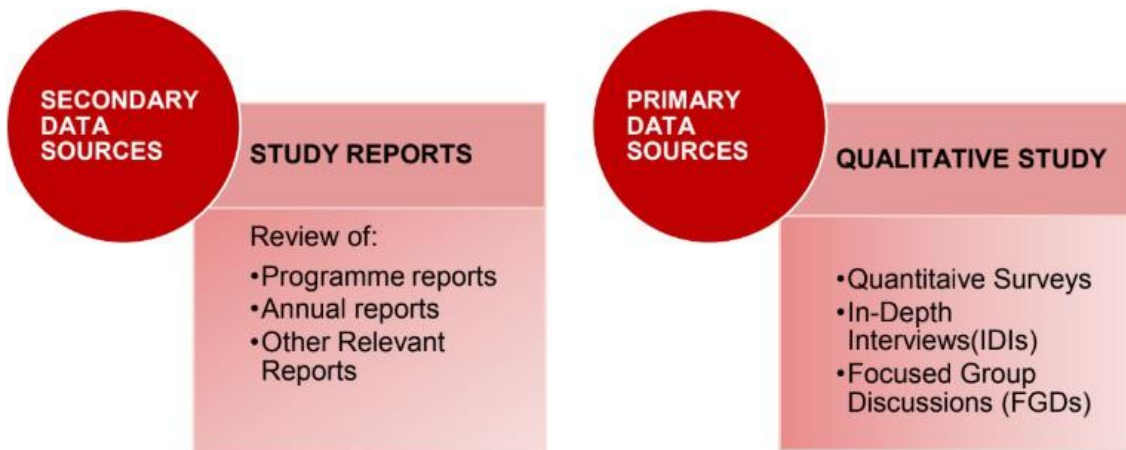 SECONDARY
DATA
SOURCES
STUDY REPORTS
Review of:
•Programme reports
•Annual reports
•Other Relevant
Reports
PRIMARY
DATA
SOURCES
QUALITATIVE STUDY
•Quantitaive Surveys
•In-Depth
Interviews(IDIs)
•Focused Group
Discussions (FGDs)